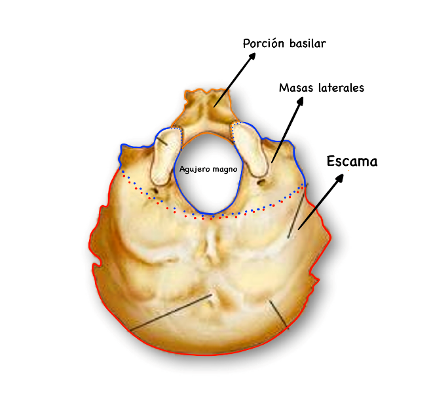 Porción basilar
Masas laterales
Escama
Agujero magno